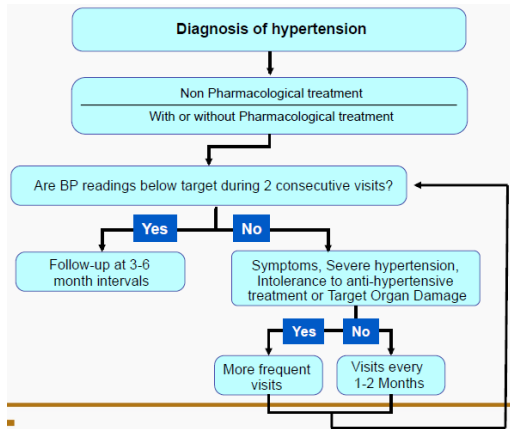 Diagnosis of hypertension
Non Pharmacological treatment
With or without Pharmacological treatment
Are BP readings below target during 2 consecutive visits?
Yes
No
Follow-up at 3-6
month intervals
Symptoms, Severe hypertension,
Intolerance to anti-hypertensive
treatment or Target Organ Damage
Yes
No
More frequent
visits
Visits every
1-2 Months